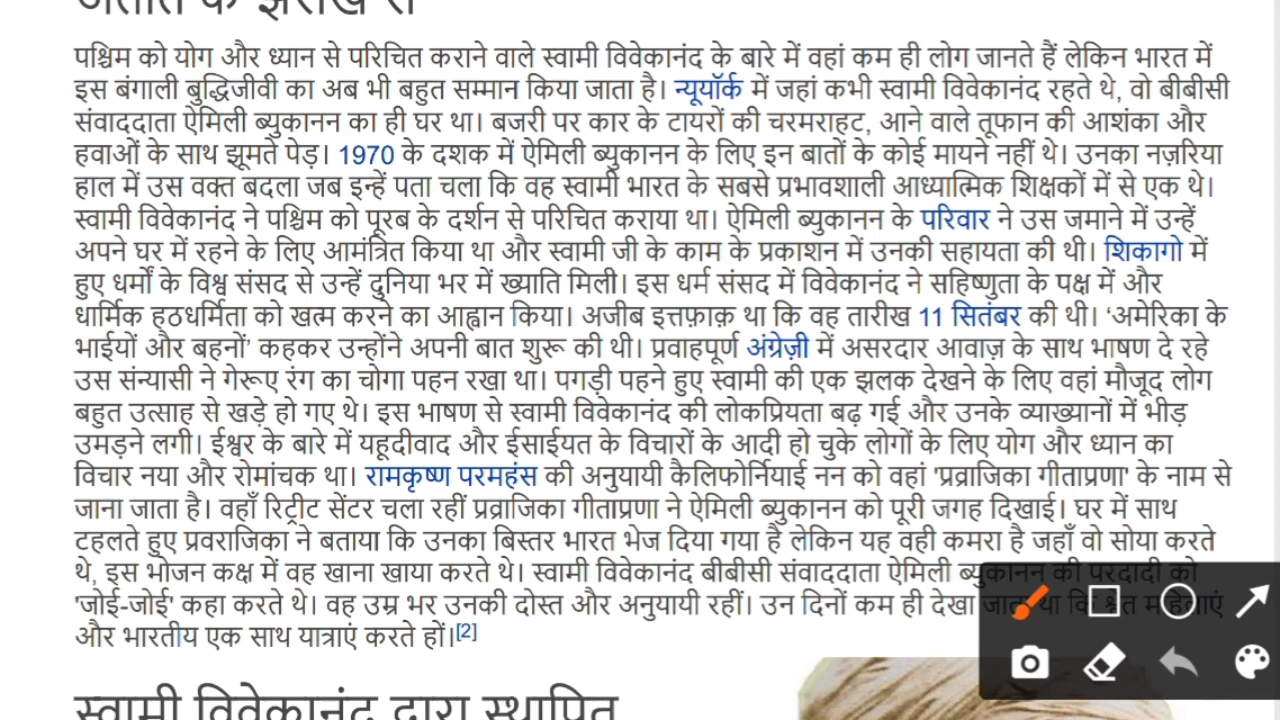 अतीत के झरोखे से
पश्चिम को योग और ध्यान से परिचित कराने वाले स्वामी विवेकानंद के बारे में वहां कम ही लोग जानते हैं लेकिन भारत में
इस बंगाली बुद्धिजीवी का अब भी बहुत सम्मान किया जाता है। न्यूयॉर्क में जहां कभी स्वामी विवेकानंद रहते थे, वो बीबीसी
संवाददाता ऐमिली ब्युकानन का ही घर था। बजरी पर कार के टायरों की चरमराहट, आने वाले तूफान की आशंका और
हवाओं के साथ झूमते पेड़। 1970 के दशक में ऐमिली ब्युकानन के लिए इन बातों के कोई मायने नहीं थे। उनका नज़रिया
हाल में उस वक्त बदला जब इन्हें पता चला कि वह स्वामी भारत के सबसे प्रभावशाली आध्यात्मिक शिक्षकों में से एक थे।
स्वामी विवेकानंद ने पश्चिम को पूरब के दर्शन से परिचित कराया था। ऐमिली ब्युकानन के परिवार ने उस जमाने में उन्हें
अपने घर में रहने के लिए आमंत्रित किया था और स्वामी जी के काम के प्रकाशन में उनकी सहायता की थी। शिकागो में
हुए धर्मों के विश्व संसद से उन्हें दुनिया भर में ख्याति मिली। इस धर्म संसद में विवेकानंद ने सहिष्णुता के पक्ष में और
धार्मिक हठधर्मिता को खत्म करने का आह्वान किया। अजीब इत्तफ़ाक़ था कि वह तारीख 11 सितंबर की थी। ‘अमेरिका के
भाईयों और बहनों’ कहकर उन्होंने अपनी बात शुरू की थी। प्रवाहपूर्ण अंग्रेज़ी में असरदार आवाज़ के साथ भाषण दे रहे
उस संन्यासी ने गेरूए रंग का चोगा पहन रखा था। पगड़ी पहने हुए स्वामी की एक झलक देखने के लिए वहां मौजूद लोग
बहुत उत्साह से खड़े हो गए थे। इस भाषण से स्वामी विवेकानंद की लोकप्रियता बढ़ गई और उनके व्याख्यानों में भीड़
उमड़ने लगी। ईश्वर के बारे में यहूदीवाद और ईसाईयत के विचारों के आदी हो चुके लोगों के लिए योग और ध्यान का
विचार नया और रोमांचक था। रामकृष्ण परमहंस की अनुयायी कैलिफोर्नियाई नन को वहां 'प्रव्राजिका गीताप्रणा' के नाम से
जाना जाता है। वहाँ रिट्रीट सेंटर चला रहीं प्रव्राजिका गीताप्रणा ने ऐमिली ब्युकानन को पूरी जगह दिखाई। घर में साथ
टहलते हुए प्रवराजिका ने बताया कि उनका बिस्तर भारत भेज दिया गया है लेकिन यह वही कमरा है जहाँ वो सोया करते
थे, इस भोजन कक्ष में वह खाना खाया करते थे। स्वामी विवेकानंद बीबीसी संवाददाता ऐमिली ब्युकानन की परदादी को
'जोई-जोई' कहा करते थे। वह उम्र भर उनकी दोस्त और अनुयायी रहीं। उन दिनों कम ही देखा जाता था कि श्वेत महिलाएं
और भारतीय एक साथ यात्राएं करते हों।[2]
स्वामी विवेकानंद द्वारा स्थापित